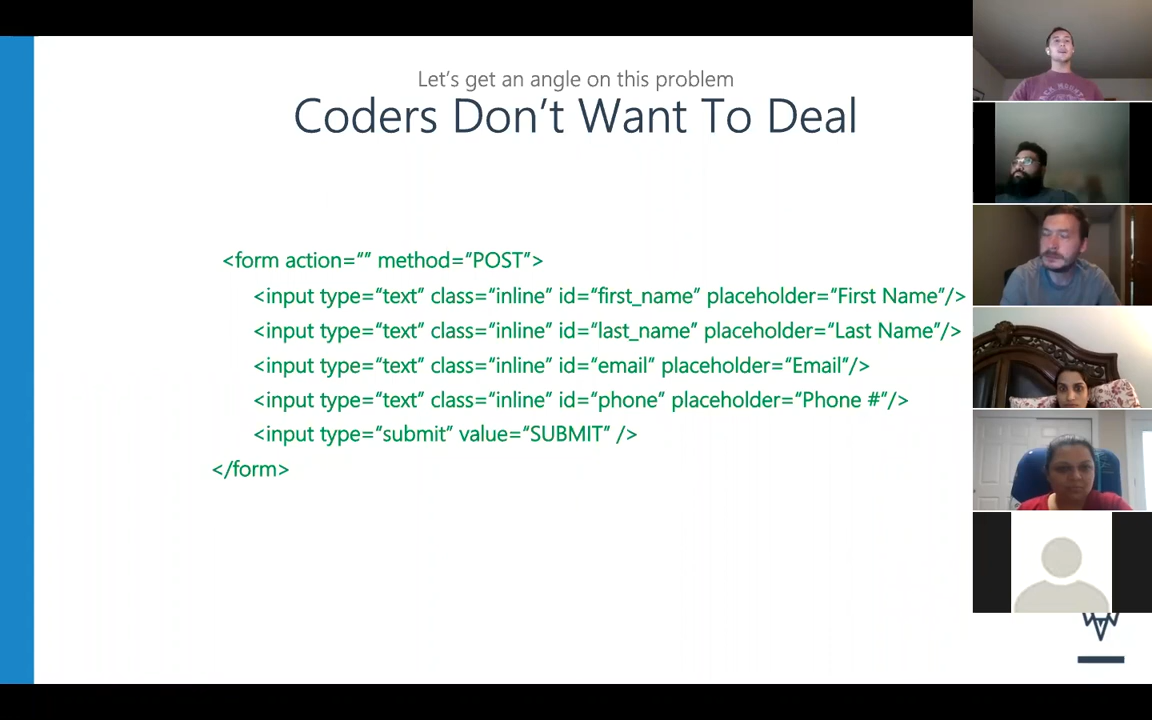 Let's get an angle on this problem
Coders Don't Want To Deal
<form action="" method="POST">
<input type="text" class="inline" id="first_name" placeholder="First Name"/>
<input type="text" class="inline" id="last_name" placeholder="Last Name"/>
<input type="text" class="inline" id="email" placeholder="Email"/>
<input type="text" class="inline" id="phone" placeholder="Phone #"/>
<input type="submit" value="SUBMIT" />
</form>